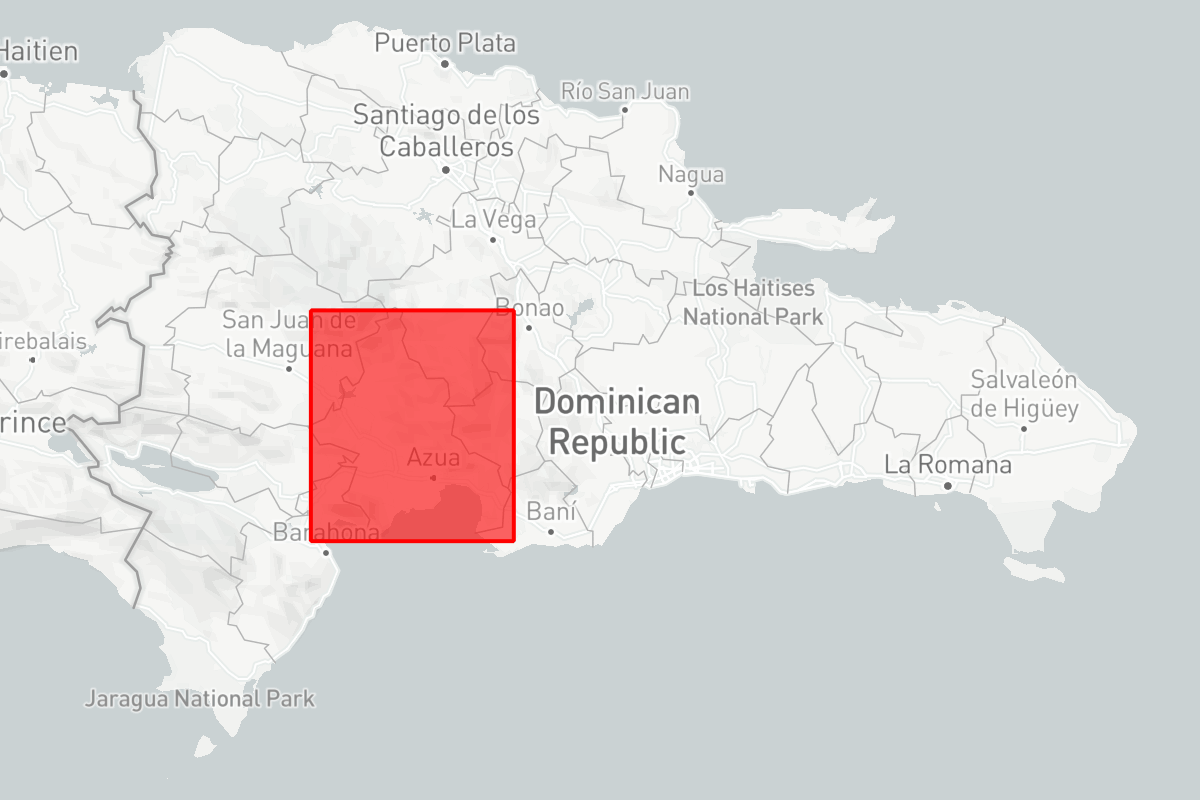 Haitien
Puerto Plata
Río San Juan
Santiago de los
Caballeros
Nagua
La Vega
Los Haitises
National Park
Bonao
San Juan de
la Maguana
irebalais
Salvaleón
de Higüey
Dominican
Republic
rince
Azua
La Romana
Baní
Barahona
Jaragua National Park